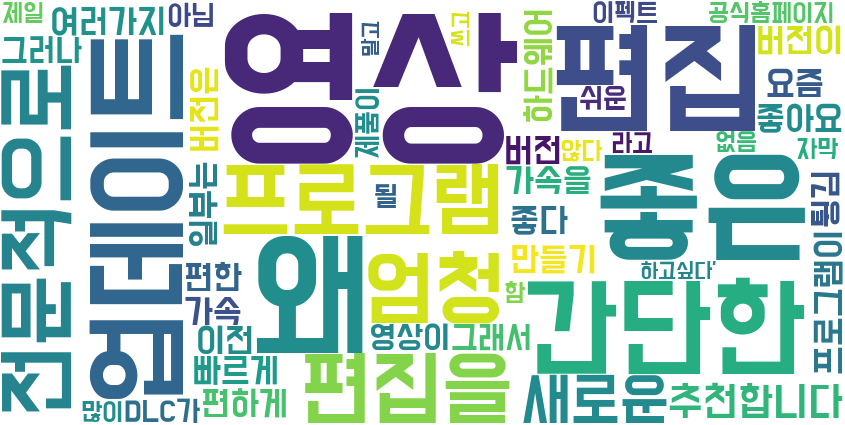 제일
여러가지
아님
그러나
전문적으로
업데이트
버전은
일부는
영상
말고
쓰고
제품이
하드웨어
이펙트
공식홈페이지
버전이
편집
쉬운
요즘
좋아요
버전
않다
라고
없음
자막
프로그램
될
가속을
좋다
좋은
튕김
프로그램이
왜
엄청
만들기
하고싶다'
함
간단한
편한
가속
이전
영상이
그래서
빠르게
편집을
새로운
추천합니다
많이
DLC가
편하게